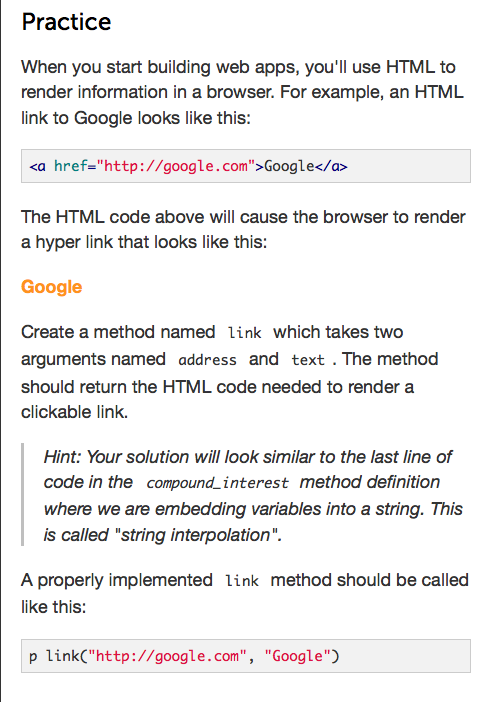 Practice
When you start building web apps, you'll use HTML to
render information in a browser. For example, an HTML
link to Google looks like this:
<a href="http://google.com">Google</a>
The HTML code above will cause the browser to render
a hyper link that looks like this:
Google
Create a method named link which takes two
arguments named address and text . The method
should return the HTML code needed to render a
clickable link.
Hint: Your solution will look similar to the last line of
code in the compound_interest method definition
where we are embedding variables into a string. This
is called "string interpolation".
A properly implemented link method should be called
like this:
p link("http://google.com", "Google")